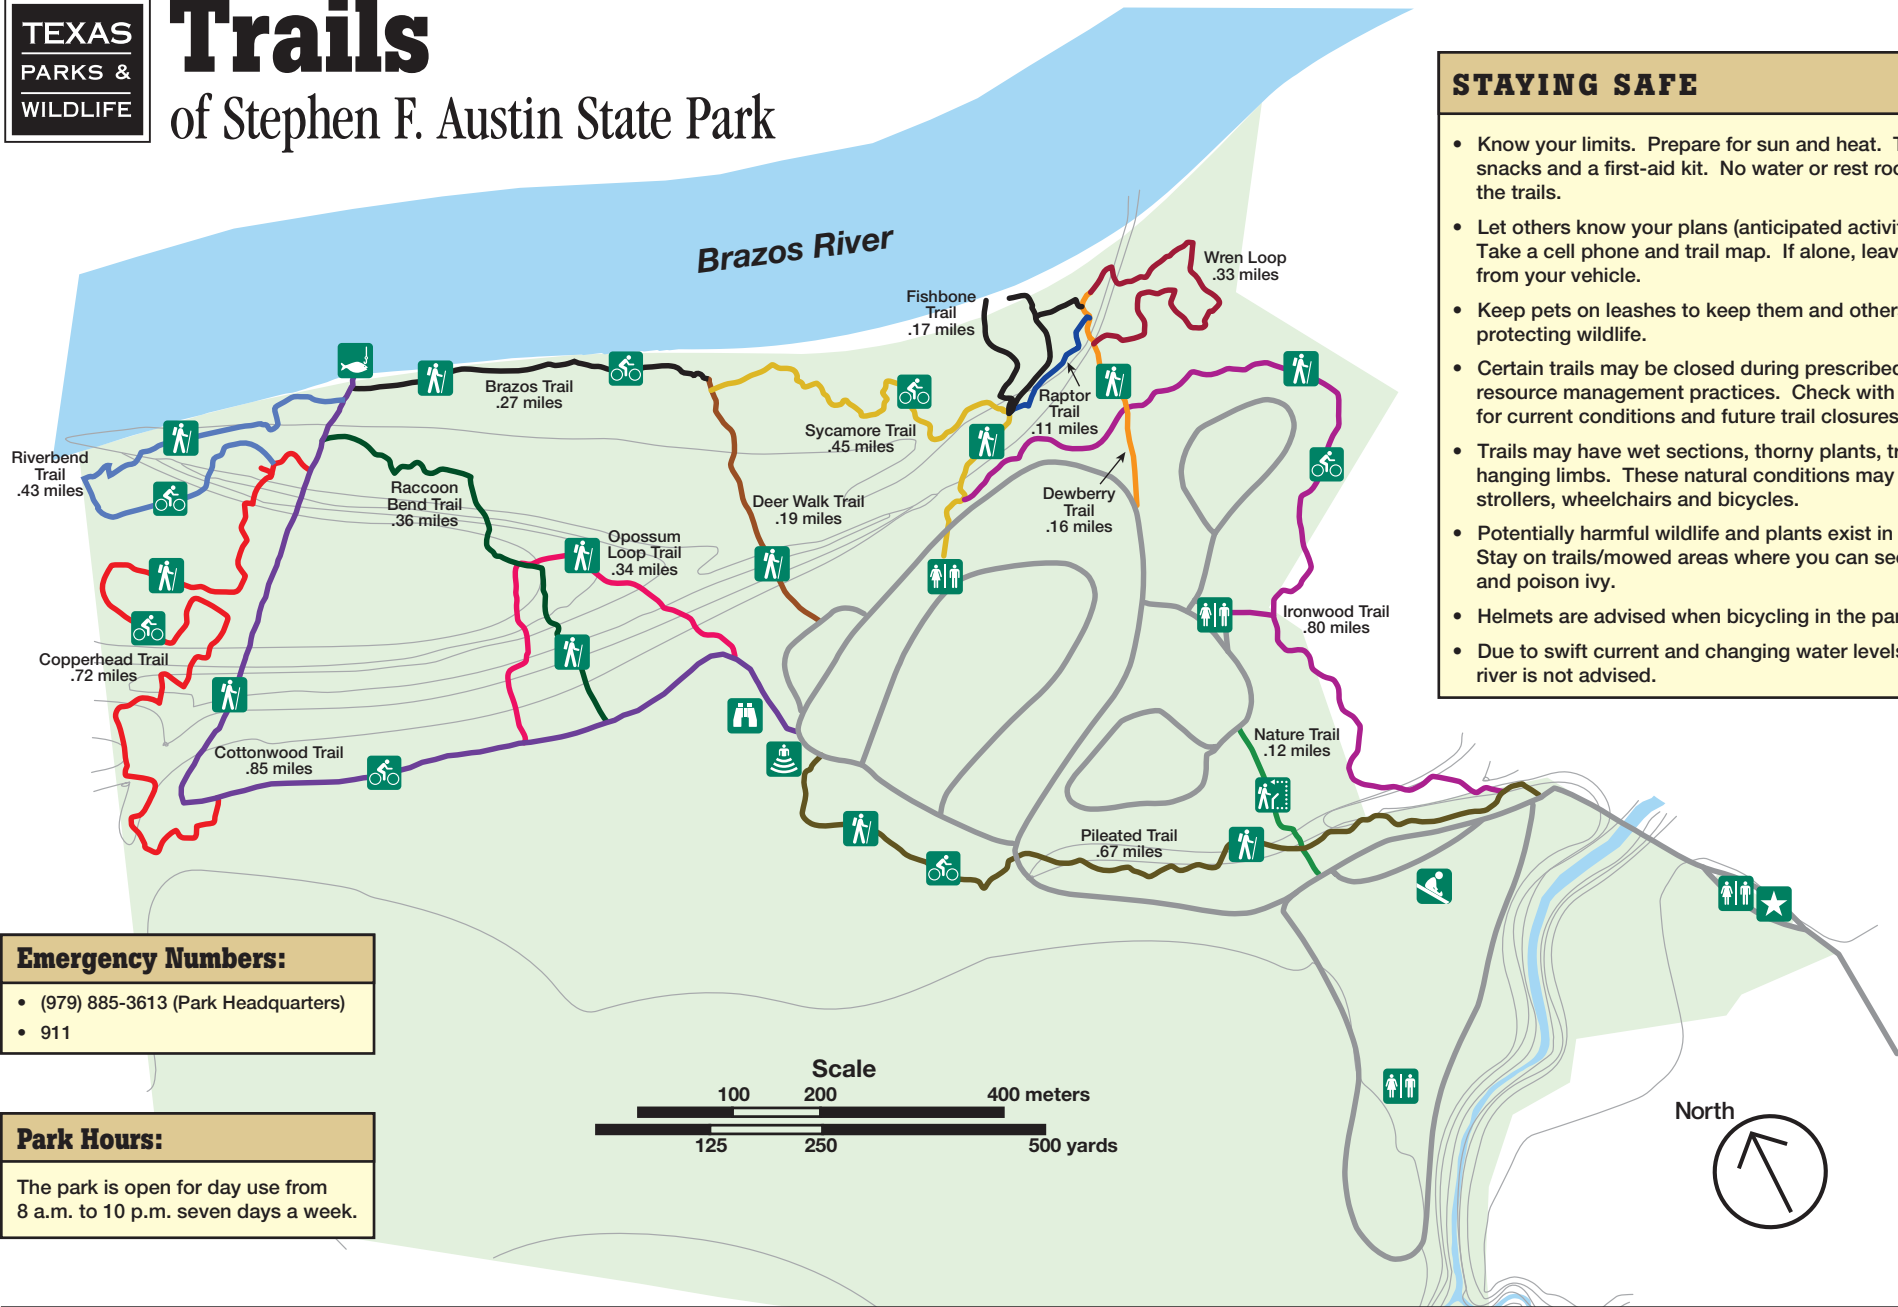 TEXAS
PARKS &
WILDLIFE
Trails
of Stephen F. Austin State Park
STAYING SAFE
• Know your limits.  Prepare for sun and heat.
snacks and a first-aid kit.  No water or rest
the trails.
• Let others know your plans (anticipated
Take a cell phone and trail map.  If alone,
from your vehicle.
• Keep pets on leashes to keep them and
protecting wildlife.
• Certain trails may be closed during prescribed
resource management practices.  Check with
for current conditions and future trail closures
• Trails may have wet sections, thorny plants,
hanging limbs.  These natural conditions may
strollers, wheelchairs and bicycles.
• Potentially harmful wildlife and plants exist in
Stay on trails/mowed areas where you can
and poison ivy.
• Helmets are advised when bicycling in the
• Due to swift current and changing water levels
river is not advised.
Brazos River
Wren Loop
.33 miles
Fishbone
Trail
.17 miles
Brazos Trail
.27 miles
Raptor
Trail
.11 miles
Sycamore Trail
.45 miles
Riverbend
Trail
.43 miles
Raccoon
Bend Trail
.36 miles
Deer Walk Trail
.19 miles
Dewberry
Trail
.16 miles
Opossum
Loop Trail
.34 miles
Ironwood Trail
.80 miles
Copperhead Trail
.72 miles
Cottonwood Trail
.85 miles
Nature Trail
.12 miles
Pileated Trail
.67 miles
Emergency Numbers:
• (979) 885-3613 (Park Headquarters)
• 911
Park Hours:
The park is open for day use from
8 a.m. to 10 p.m. seven days a week.
Scale
100 200 400 meters
125 250 500 yards
North